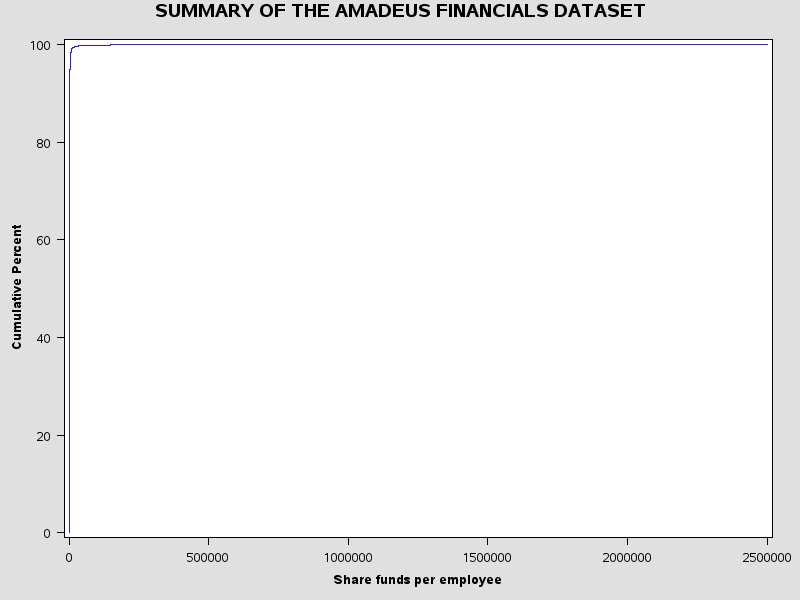 SUMMARY OF THE AMADEUS FINANCIALS DATASET
100
80
60
40
20
0
Cumulative Percent
0 500000 1000000 1500000 2000000 2500000
Share funds per employee